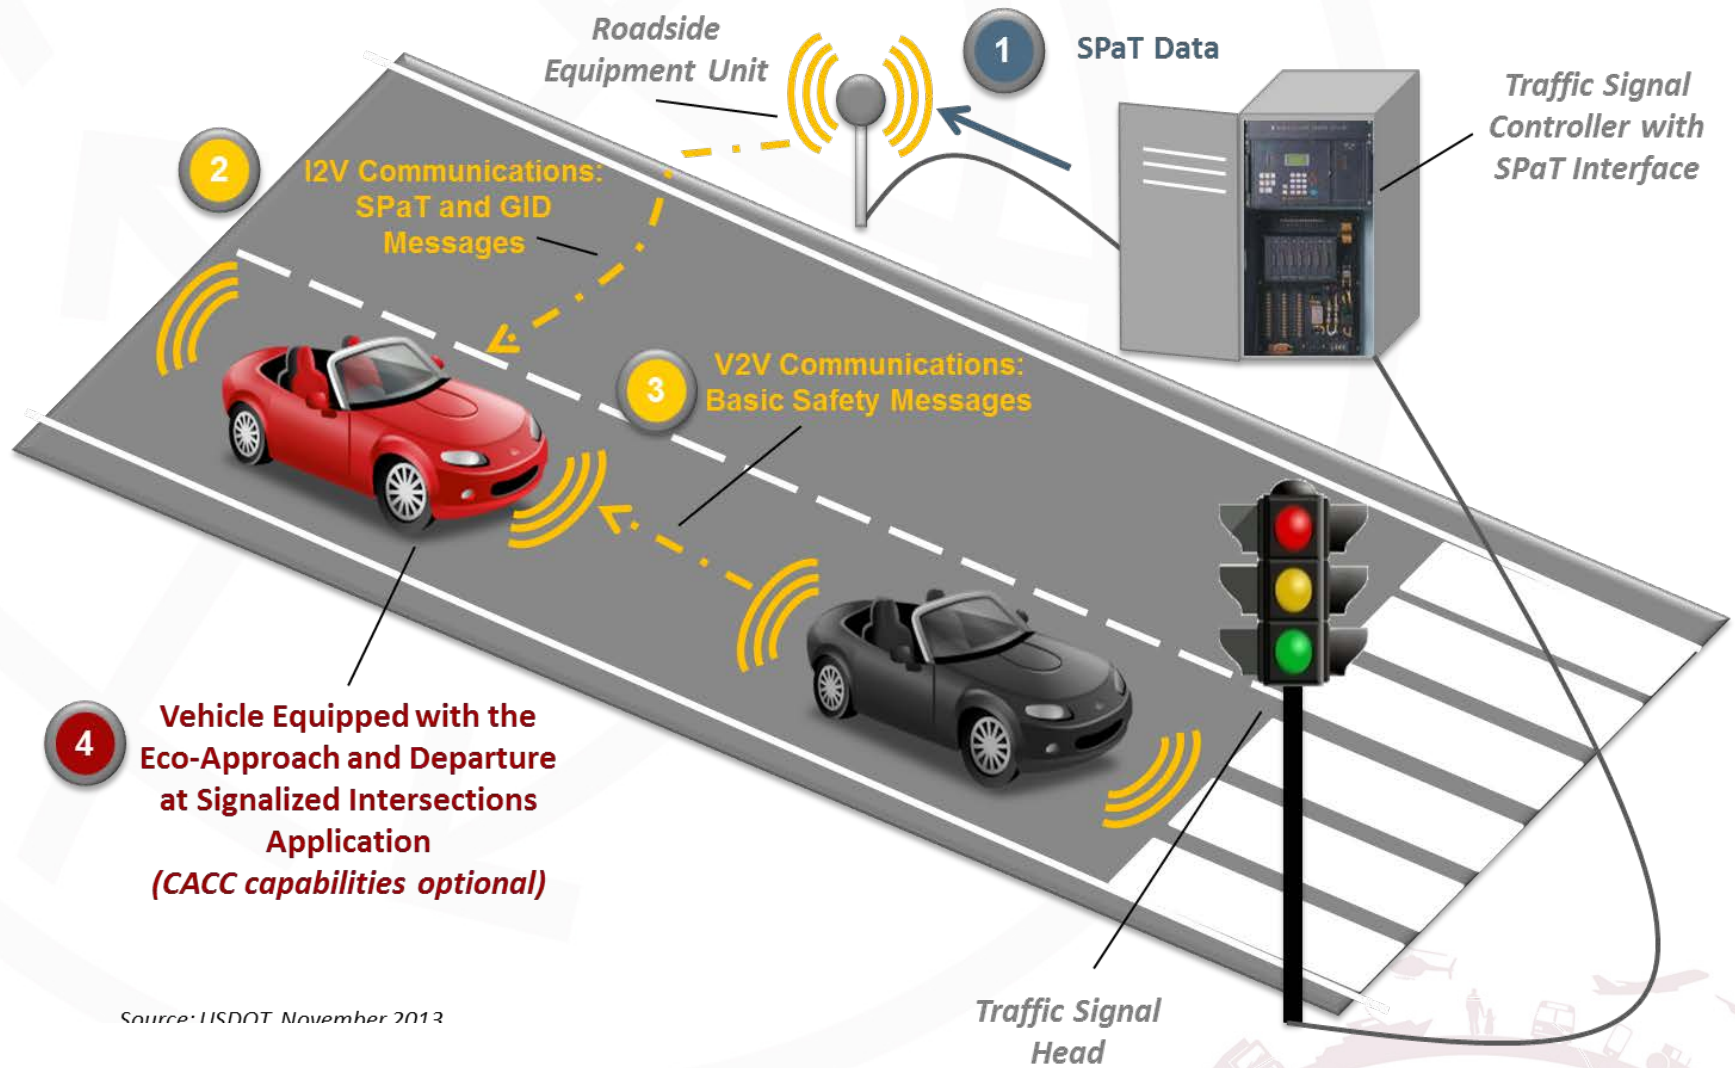 Roadside
Equipment Unit
1
SPaT Data
Traffic Signal
Controller with
SPaT Interface
2
I2V Communications:
SPaT and GID
Messages
3
V2V Communications:
Basic Safety Messages
4
Vehicle Equipped with the
Eco-Approach and Departure
at Signalized Intersections
Application
(CACC capabilities optional)
Traffic Signal
Head
Source: USDOT, November 2013